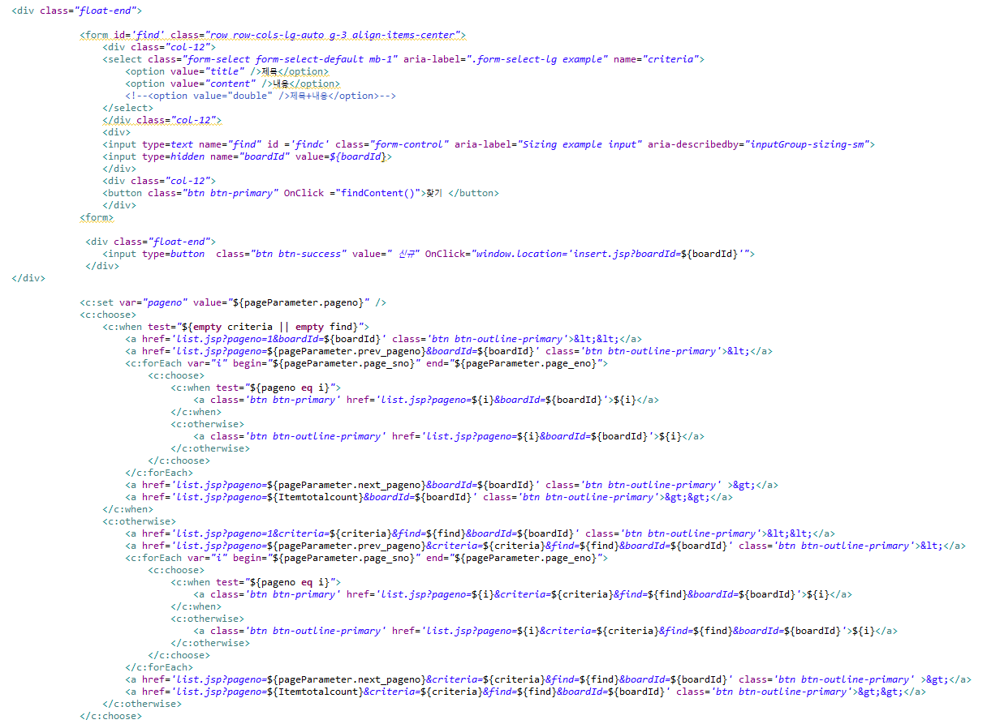 <div class="float-end">
<form id='find' class="row row-cols-lg-auto g-3 align-items-center">
<div class="col-12">
<select class="form-select form-select-default mb-1" aria-label=".form-select-lg example" name="criteria">
<option value="title" />제목</option>
<option value="content" />내용</option>
<!--<option value="double" />제목+내용</option>-->
</select>
</div class="col-12">
<div>
<input type=text name="find" id ='findc' class="form-control" aria-label="Sizing example input" aria-describedby="inputGroup-sizing-sm">
<input type=hidden name="boardId" value=${boardId}>
</div>
<div class="col-12">
<button class="btn btn-primary" OnClick ="findContent()">찾기 </button>
</div>
<form>
<div class="float-end">
<input type=button  class="btn btn-success" value=" 신규" OnClick="window.location='insert.jsp?boardId=${boardId}'">
</div>
</div>
<c:set var="pageno" value="${pageParameter.pageno}" />
<c:choose>
<c:when test="${empty criteria || empty find}">
<a href='list.jsp?pageno=1&boardId=${boardId}' class='btn btn-outline-primary'>&lt;&lt;</a>
<a href='list.jsp?pageno=${pageParameter.prev_pageno}&boardId=${boardId}' class='btn btn-outline-primary'>&lt;</a>
<c:forEach var="i" begin="${pageParameter.page_sno}" end="${pageParameter.page_eno}">
<c:choose>
<c:when test="${pageno eq i}">
<a class='btn btn-primary' href='list.jsp?pageno=${i}&boardId=${boardId}'>${i}</a>
</c:when>
<c:otherwise>
<a class='btn btn-outline-primary' href='list.jsp?pageno=${i}&boardId=${boardId}'>${i}</a>
</c:otherwise>
</c:choose>
</c:forEach>
<a href='list.jsp?pageno=${pageParameter.next_pageno}&boardId=${boardId}' class='btn btn-outline-primary' >&gt;</a>
<a href='list.jsp?pageno=${Itemtotalcount}&boardId=${boardId}' class='btn btn-outline-primary'>&gt;&gt;</a>
</c:when>
<c:otherwise>
<a href='list.jsp?pageno=1&criteria=${criteria}&find=${find}&boardId=${boardId}' class='btn btn-outline-primary'>&lt;&lt;</a>
<a href='list.jsp?pageno=${pageParameter.prev_pageno}&criteria=${criteria}&find=${find}&boardId=${boardId}' class='btn btn-outline-primary'>&lt;</a>
<c:forEach var="i" begin="${pageParameter.page_sno}" end="${pageParameter.page_eno}">
<c:choose>
<c:when test="${pageno eq i}">
<a class='btn btn-primary' href='list.jsp?pageno=${i}&criteria=${criteria}&find=${find}&boardId=${boardId}'>${i}</a>
</c:when>
<c:otherwise>
<a class='btn btn-outline-primary' href='list.jsp?pageno=${i}&criteria=${criteria}&find=${find}&boardId=${boardId}'>${i}</a>
</c:otherwise>
</c:choose>
</c:forEach>
<a href='list.jsp?pageno=${pageParameter.next_pageno}&criteria=${criteria}&find=${find}&boardId=${boardId}' class='btn btn-outline-primary' >&gt;</a>
<a href='list.jsp?pageno=${Itemtotalcount}&criteria=${criteria}&find=${find}&boardId=${boardId}' class='btn btn-outline-primary'>&gt;&gt;</a>
</c:otherwise>
</c:choose>